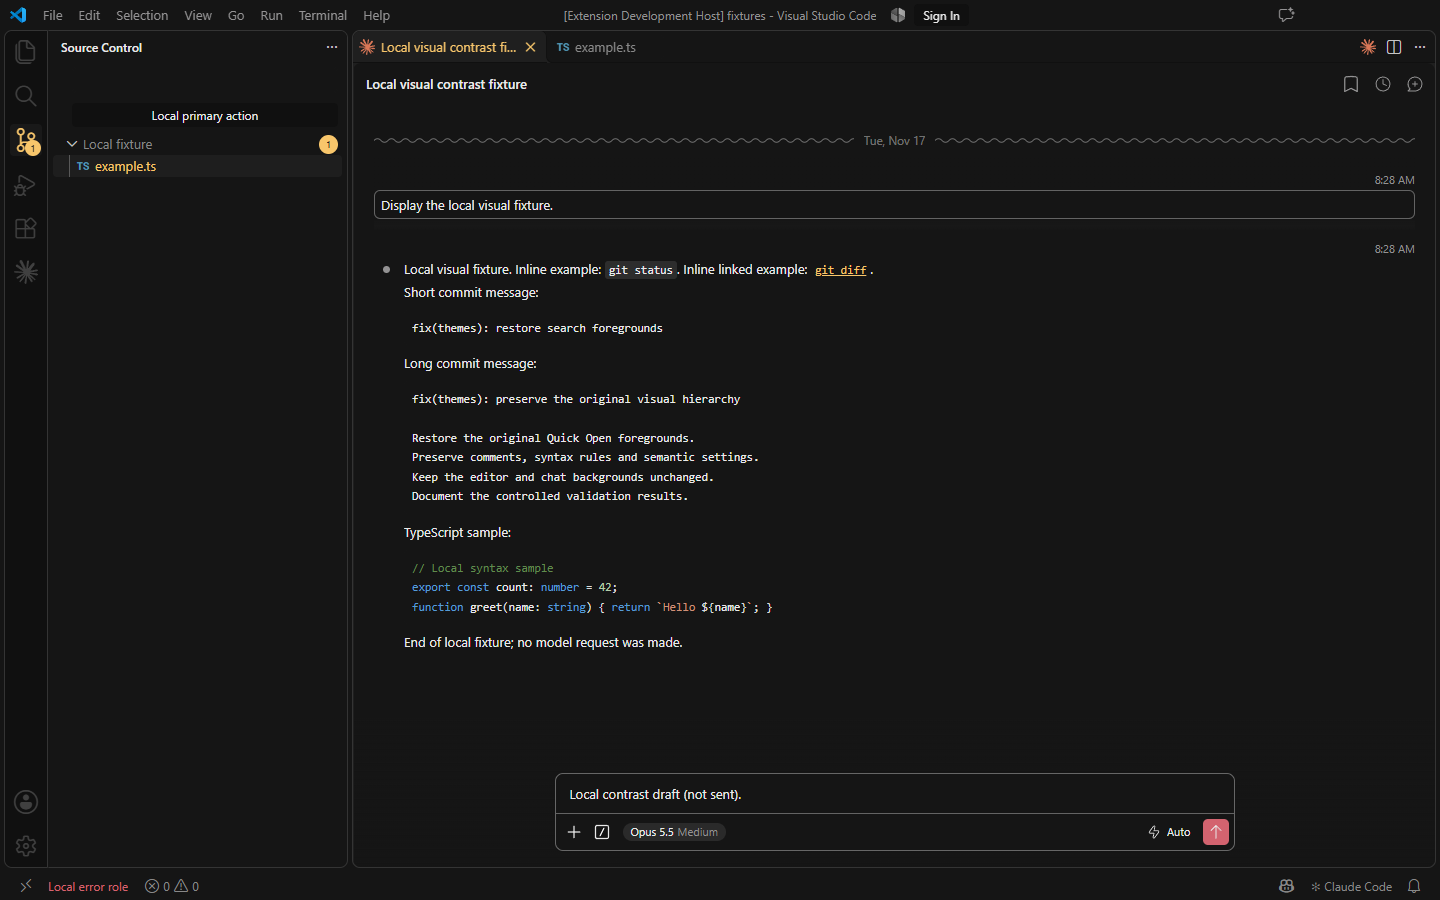 File Edit Selection View Go Run Terminal Help
[Extension Development Host] fixtures - Visual Studio Code
Sign In
Source Control
Local primary action
Local fixture
1
TS example.ts
1
Local visual contrast fi...
TS example.ts
Local visual contrast fixture
Tue, Nov 17
8:28 AM
Display the local visual fixture.
8:28 AM
Local visual fixture. Inline example: git status. Inline linked example: git diff.
Short commit message:
fix(themes): restore search foregrounds
Long commit message:
fix(themes): preserve the original visual hierarchy
Restore the original Quick Open foregrounds.
Preserve comments, syntax rules and semantic settings.
Keep the editor and chat backgrounds unchanged.
Document the controlled validation results.
TypeScript sample:
// Local syntax sample
export const count: number = 42;
function greet(name: string) { return `Hello ${name}`; }
End of local fixture; no model request was made.
Local contrast draft (not sent).
Opus 5.5 Medium
Auto
Local error role
0 0
Claude Code